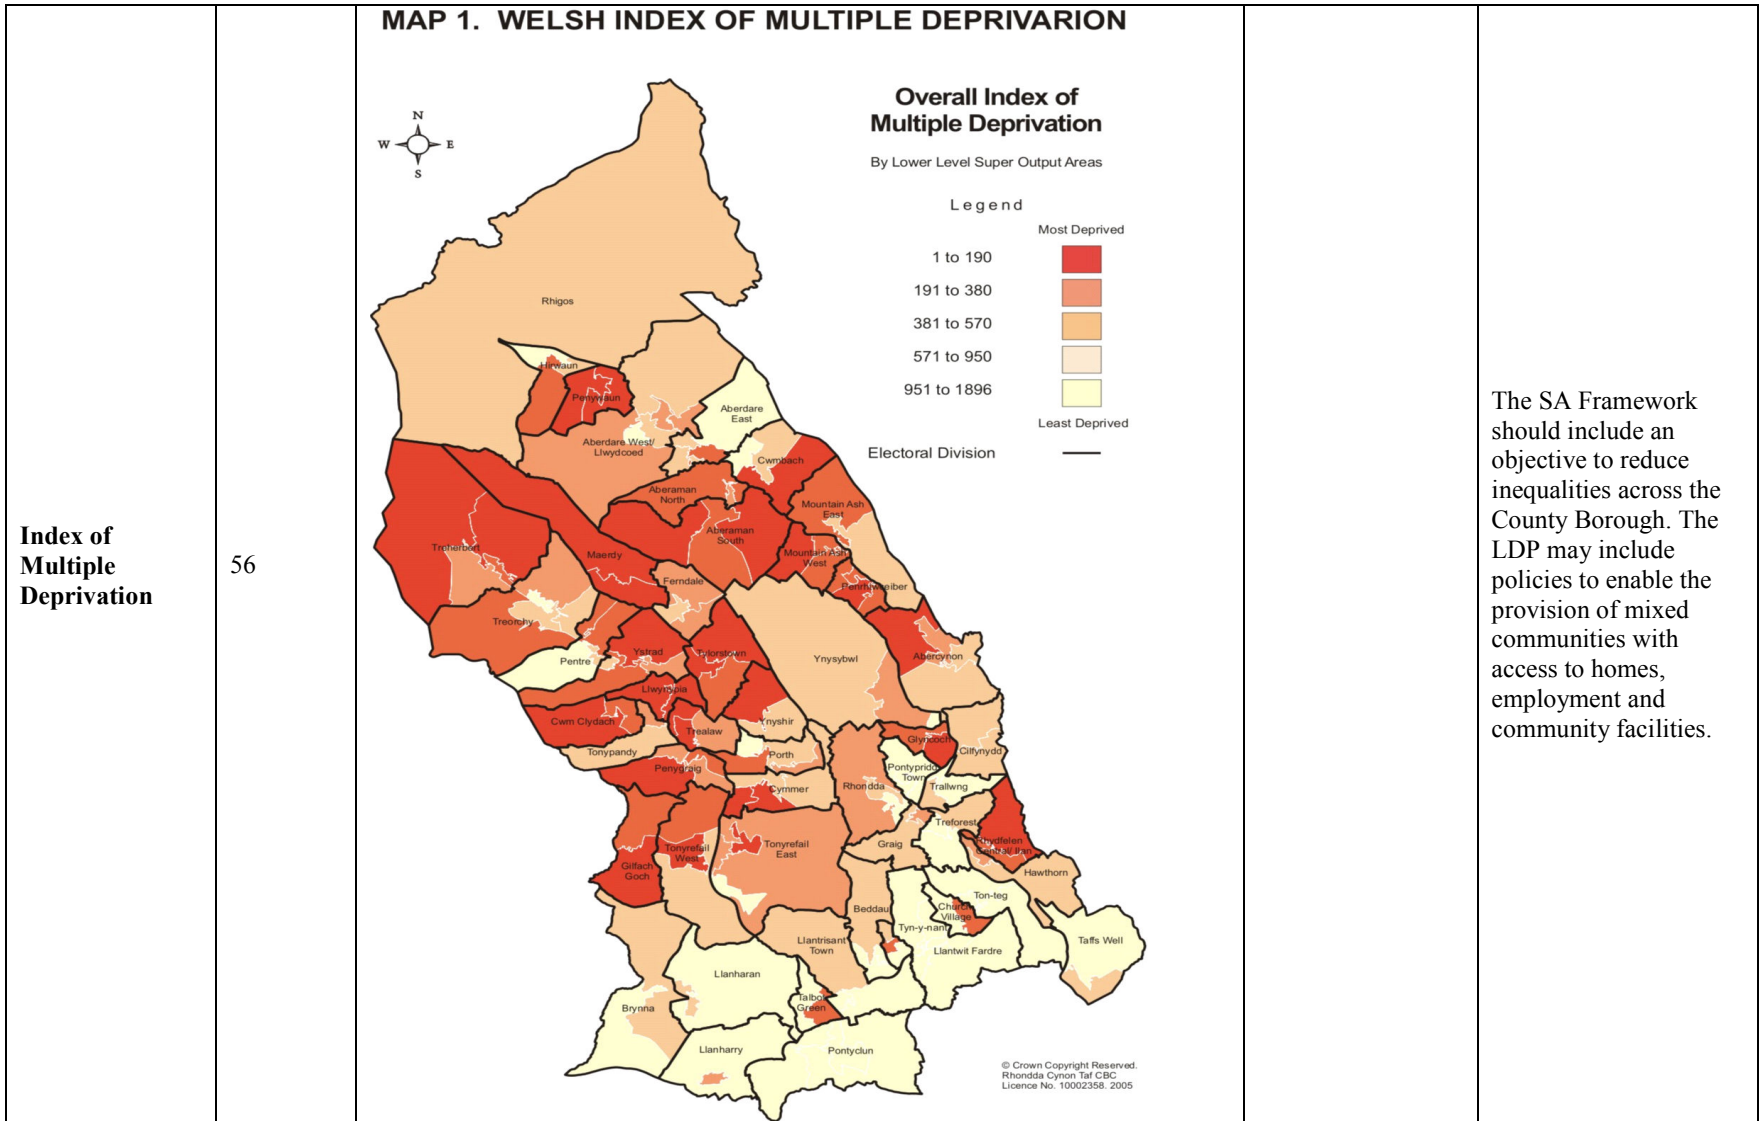 MAP 1. WELSH INDEX OF MULTIPLE DEPRIVARION
Index of
Multiple
Deprivation
56
N
W
E
S
Overall Index of
Multiple Deprivation
By Lower Level Super Output Areas
Legend
Most Deprived
1 to 190
191 to 380
381 to 570
571 to 950
951 to 1896
Least Deprived
Electoral Division
Rhigos
Hirwaun
Penywaun
Aberdare
East
Aberdare West/
Llwydcoed
Cwmbach
Aberaman
North
Mountain Ash
East
Aberaman
South
Treherbert
Maerdy
Mountain Ash
West
Ferndale
Penrhiwceiber
Treorchy
Ystrad
Tylorstown
Ynysybwl
Abercynon
Pentre
Llwynypia
Cwm Clydach
Ynyshir
Trealaw
Tonypandy
Porth
Glyncoch
Cilfynydd
Penygraig
Pontypridd
Town
Cymmer
Rhondda
Trallwng
Treforest
Tonyrefail
West
Tonyrefail
East
Graig
Rhydfelen
Central/ Ilan
Gilfach
Goch
Hawthorn
Beddau
Ton-teg
Church
Village
Tyn-y-nant
Llantrisant
Town
Llantwit Fardre
Taffs Well
Llanharan
Talbot
Green
Brynna
Llanharry
Pontyclun
© Crown Copyright Reserved.
Rhondda Cynon Taf CBC
Licence No. 10002358. 2005
The SA Framework
should include an
objective to reduce
inequalities across the
County Borough. The
LDP may include
policies to enable the
provision of mixed
communities with
access to homes,
employment and
community facilities.